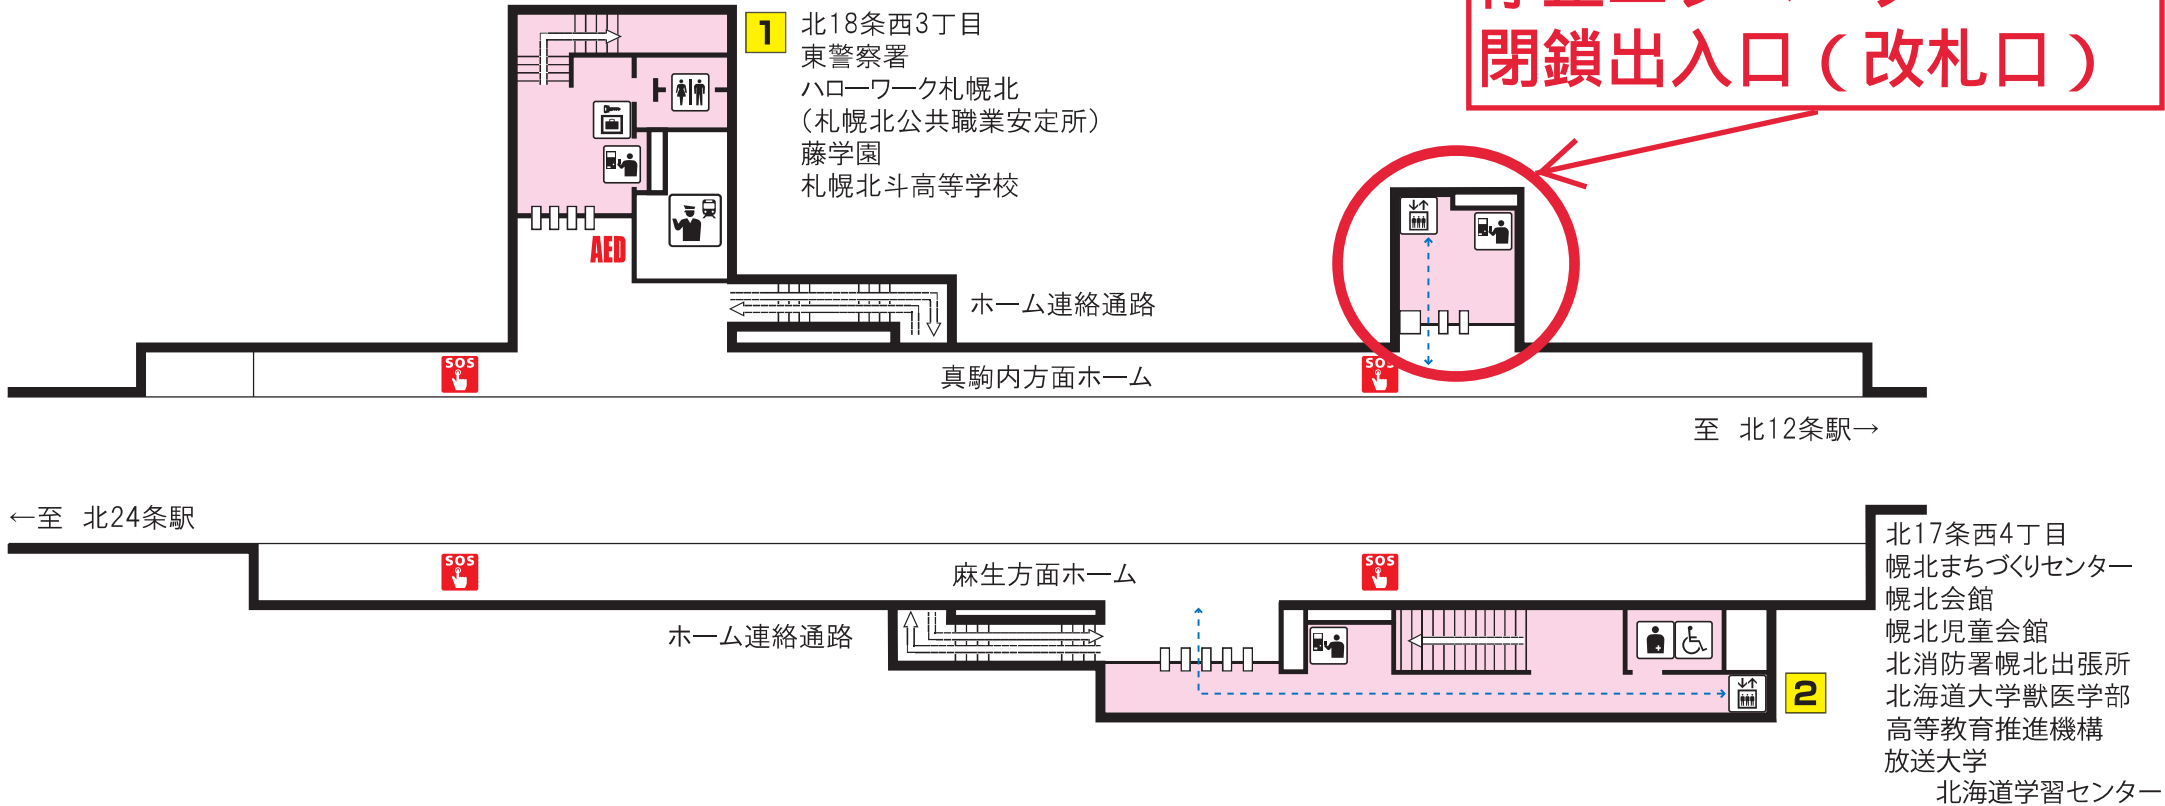 閉鎖出入口（改札口）
1
北18条西3丁目
東警察署
ハローワーク札幌北
（札幌北公共職業安定所）
藤学園
札幌北斗高等学校
AED
ホーム連絡通路
SOS
真駒内方面ホーム
SOS
至 北12条駅→
←至 北24条駅
SOS
麻生方面ホーム
SOS
ホーム連絡通路
2
北17条西4丁目
幌北まちづくりセンター
幌北会館
幌北児童会館
北消防署幌北出張所
北海道大学獣医学部
高等教育推進機構
放送大学
北海道学習センター